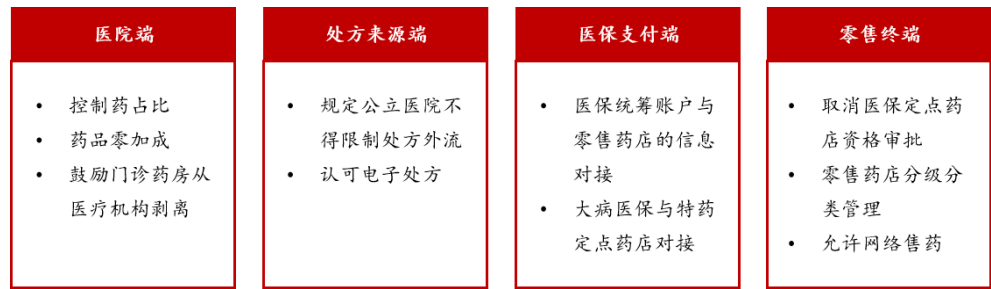 医院端
• 控制药占比
• 药品零加成
• 鼓励门诊药房从
医疗机构剥离
处方来源端
• 规定公立医院不
得限制处方外流
• 认可电子处方
医保支付端
• 医保统筹账户与
零售药店的信息
对接
• 大病医保与特药
定点药店对接
零售终端
• 取消医保定点药
店资格审批
• 零售药店分级分
类管理
• 允许网络售药